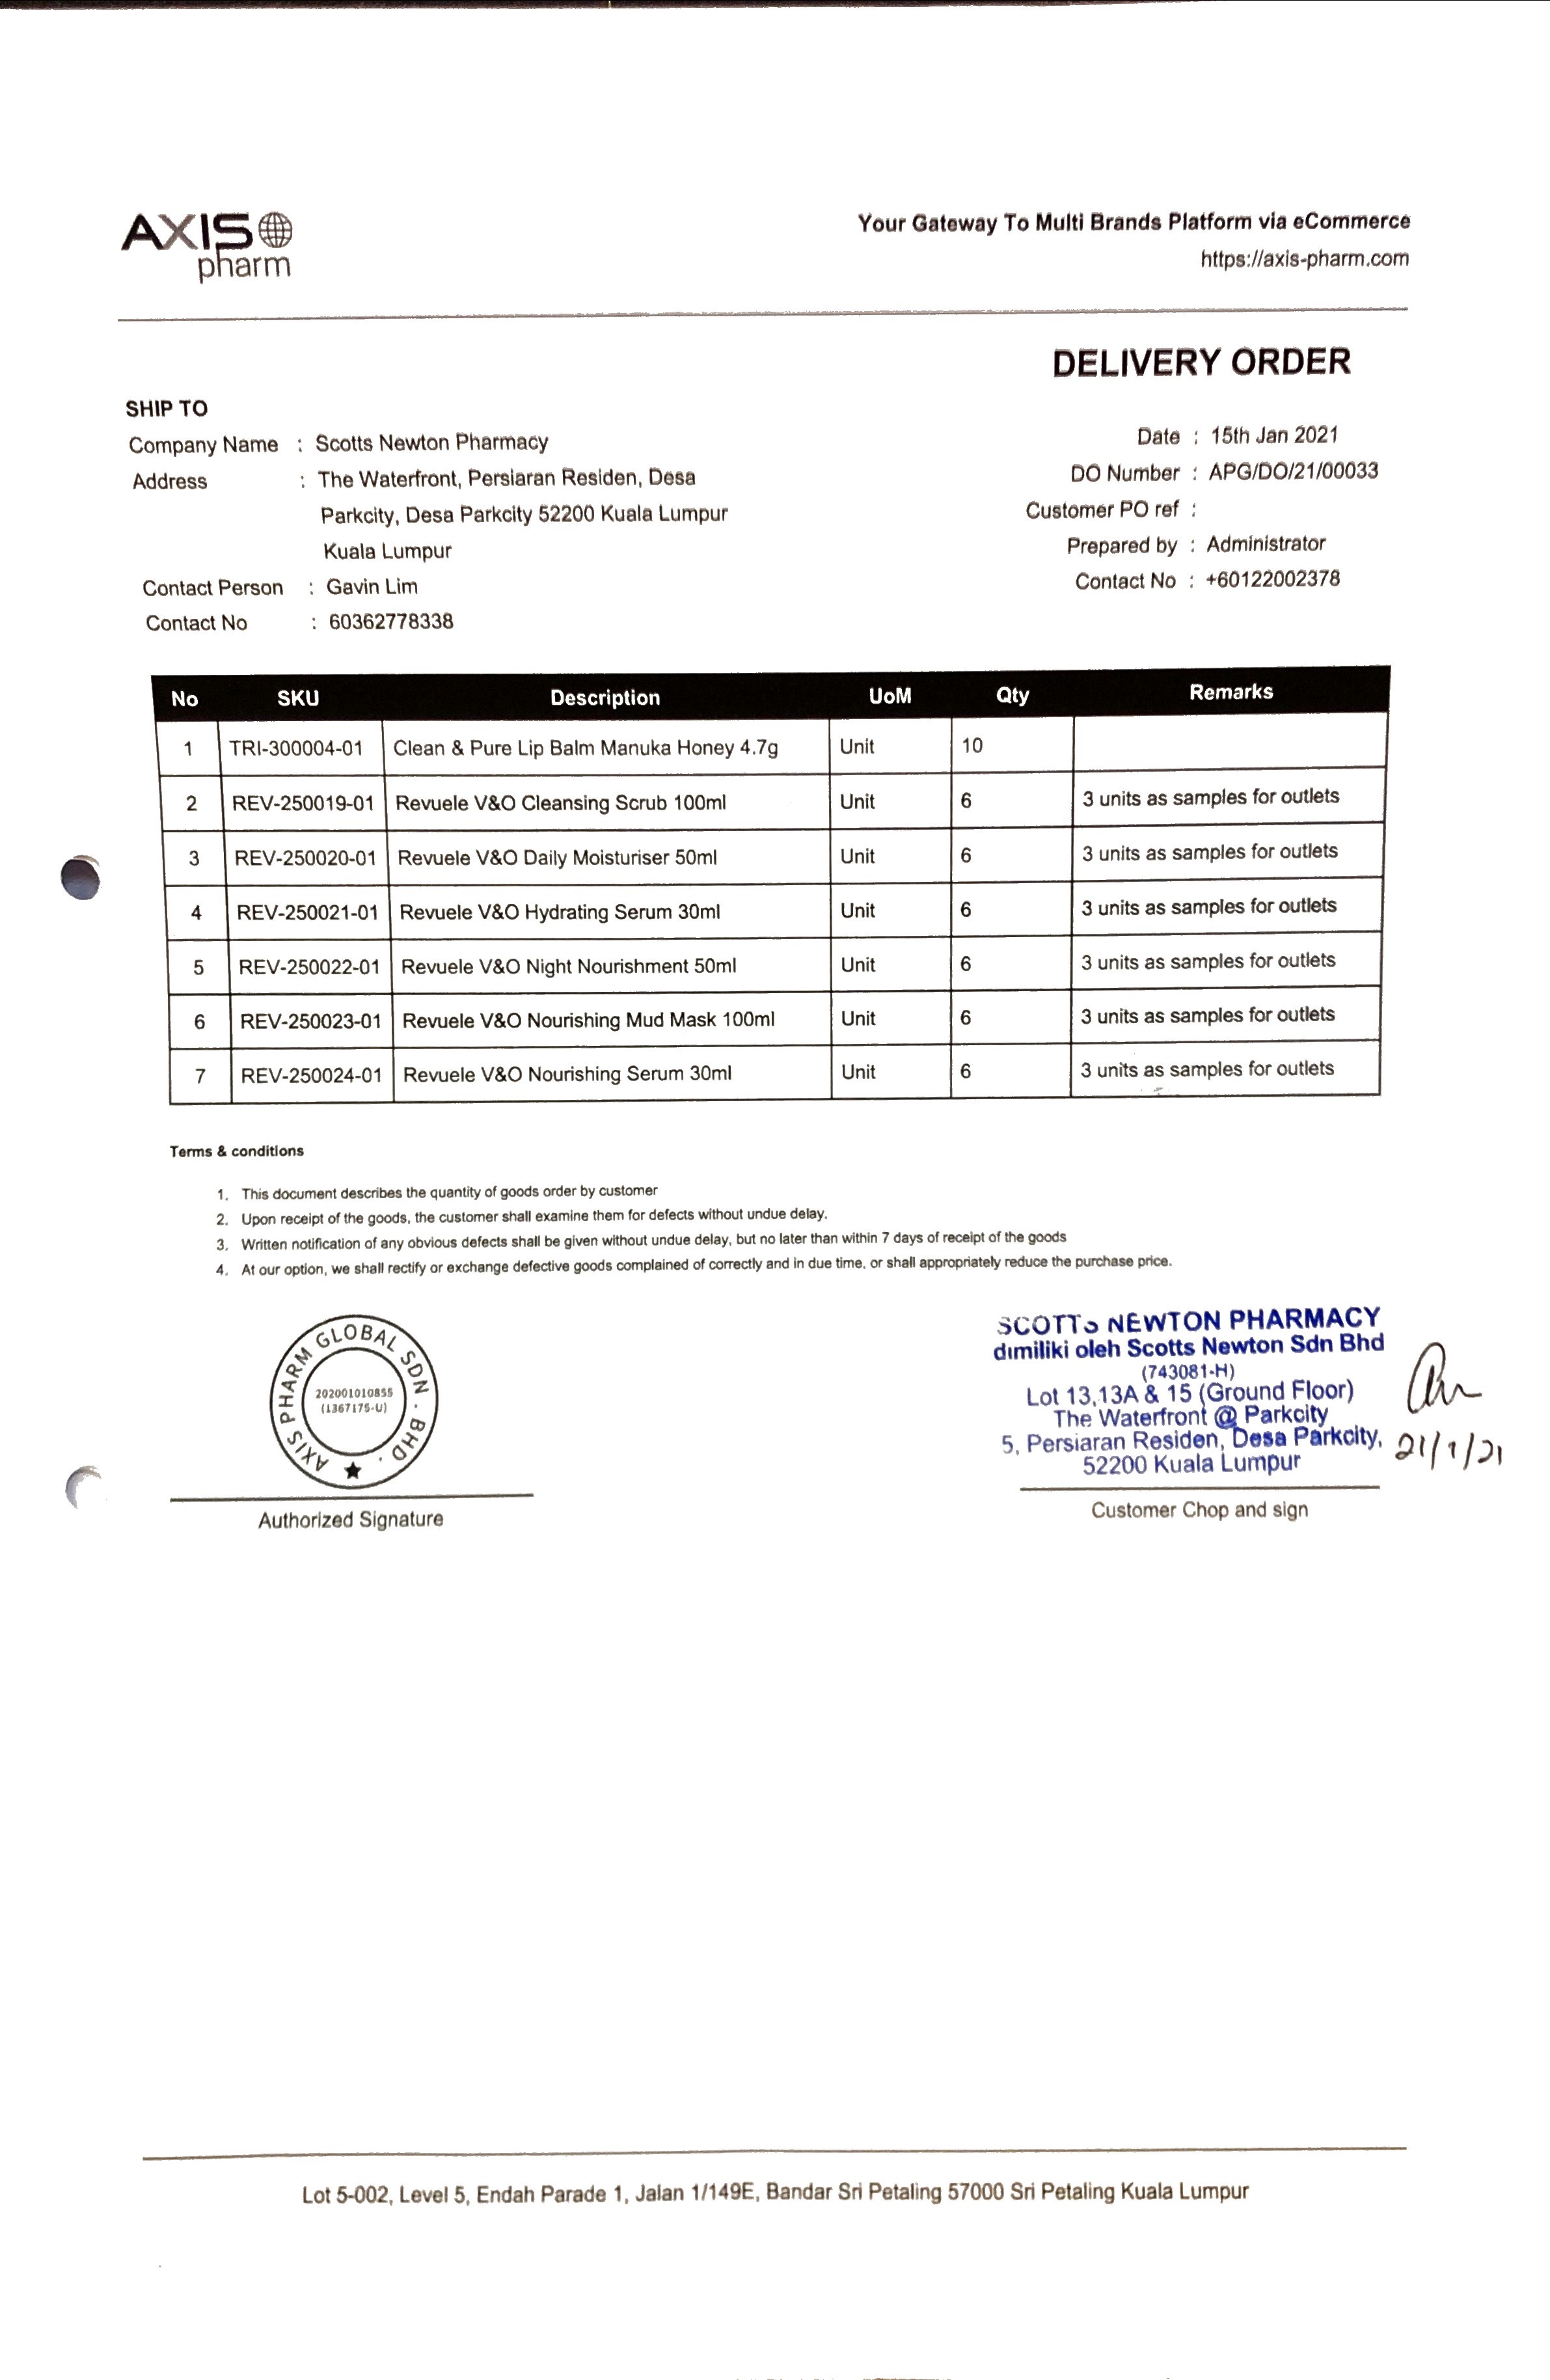 AXIS
pharm
Your Gateway To Multi Brands Platform via eCommerce
https://axis-pharm.com
DELIVERY ORDER
SHIP TO
Company Name : Scotts Newton Pharmacy
Address : The Waterfront, Persiaran Residen, Desa
Parkcity, Desa Parkcity 52200 Kuala Lumpur
Kuala Lumpur
Contact Person : Gavin Lim
Contact No : 60362778338
Date : 15th Jan 2021
DO Number : APG/DO/21/00033
Customer PO ref :
Prepared by : Administrator
Contact No : +60122002378
No SKU Description UoM Qty Remarks
1 TRI-300004-01 Clean & Pure Lip Balm Manuka Honey 4.7g Unit 10
2 REV-250019-01 Revuele V&O Cleansing Scrub 100ml Unit 6 3 units as samples for outlets
3 REV-250020-01 Revuele V&O Daily Moisturiser 50ml Unit 6 3 units as samples for outlets
4 REV-250021-01 Revuele V&O Hydrating Serum 30ml Unit 6 3 units as samples for outlets
5 REV-250022-01 Revuele V&O Night Nourishment 50ml Unit 6 3 units as samples for outlets
6 REV-250023-01 Revuele V&O Nourishing Mud Mask 100ml Unit 6 3 units as samples for outlets
7 REV-250024-01 Revuele V&O Nourishing Serum 30ml Unit 6 3 units as samples for outlets
Terms & conditions
1. This document describes the quantity of goods order by customer
2. Upon receipt of the goods, the customer shall examine them for defects without undue delay.
3. Written notification of any obvious defects shall be given without undue delay, but no later than within 7 days of receipt of the goods
4. At our option, we shall rectify or exchange defective goods complained of correctly and in due time, or shall appropriately reduce the purchase price.
AXIS PHARM GLOBAL SDN. BHD.
202001010855
(1367175-U)
Authorized Signature
SCOTTS NEWTON PHARMACY
dimiliki oleh Scotts Newton Sdn Bhd
(743081-H)
Lot 13,13A & 15 (Ground Floor)
The Waterfront @ Parkcity
5, Persiaran Residen, Desa Parkcity,
52200 Kuala Lumpur
21/1/21
Customer Chop and sign
Lot 5-002, Level 5, Endah Parade 1, Jalan 1/149E, Bandar Sri Petaling 57000 Sri Petaling Kuala Lumpur